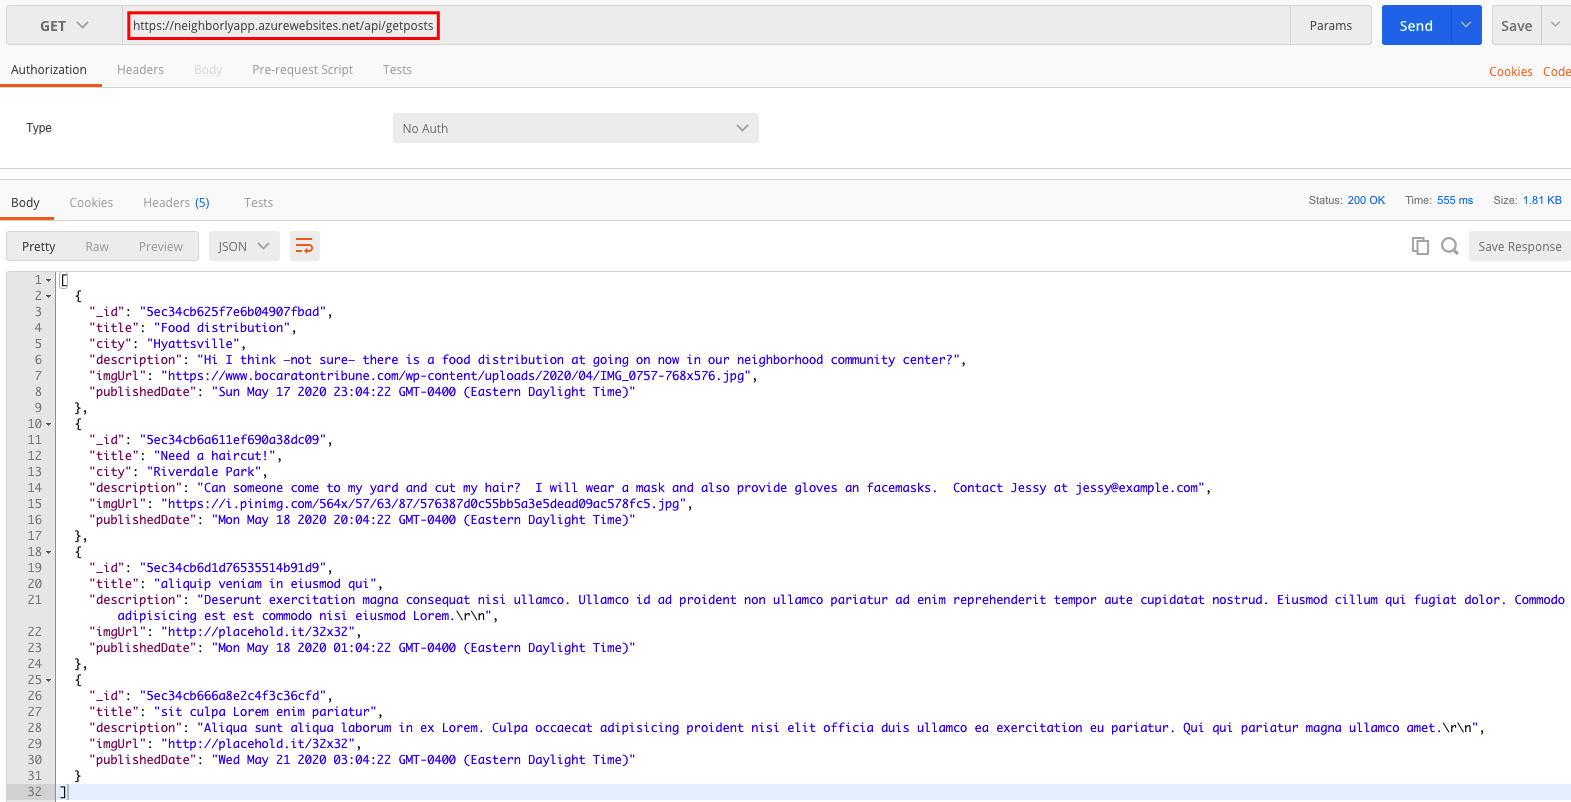 GET https://neighborlyapp.azurewebsites.net/api/getposts Params Send Save
Authorization Headers Body Pre-request Script Tests Cookies Code
Type No Auth
Body Cookies Headers (5) Tests Status: 200 OK Time: 555 ms Size: 1.81 KB
Pretty Raw Preview JSON Save Response
1 [
2 {
3 "_id": "5ec34cb625f7e6b04907fbad",
4 "title": "Food distribution",
5 "city": "Hyattsville",
6 "description": "Hi I think –not sure– there is a food distribution at going on now in our neighborhood community center?",
7 "imgUrl": "https://www.bocaratontribune.com/wp-content/uploads/2020/04/IMG_0757-768x576.jpg",
8 "publishedDate": "Sun May 17 2020 23:04:22 GMT-0400 (Eastern Daylight Time)"
9 },
10 {
11 "_id": "5ec34cb6a611ef690a38dc09",
12 "title": "Need a haircut!",
13 "city": "Riverdale Park",
14 "description": "Can someone come to my yard and cut my hair?  I will wear a mask and also provide gloves an facemasks.  Contact Jessy at jessy@example.com",
15 "imgUrl": "https://i.pinimg.com/564x/57/63/87/576387d0c55bb5a3e5dead09ac578fc5.jpg",
16 "publishedDate": "Mon May 18 2020 20:04:22 GMT-0400 (Eastern Daylight Time)"
17 },
18 {
19 "_id": "5ec34cb6d1d76535514b91d9",
20 "title": "aliquip veniam in eiusmod qui",
21 "description": "Deserunt exercitation magna consequat nisi ullamco. Ullamco id ad proident non ullamco pariatur ad enim reprehenderit tempor aute cupidatat nostrud. Eiusmod cillum qui fugiat dolor. Commodo
adipisicing est est commodo nisi eiusmod Lorem.\r\n",
22 "imgUrl": "http://placehold.it/32x32",
23 "publishedDate": "Mon May 18 2020 01:04:22 GMT-0400 (Eastern Daylight Time)"
24 },
25 {
26 "_id": "5ec34cb666a8e2c4f3c36cfd",
27 "title": "sit culpa Lorem enim pariatur",
28 "description": "Aliqua sunt aliqua laborum in ex Lorem. Culpa occaecat adipisicing proident nisi elit officia duis ullamco ea exercitation eu pariatur. Qui qui pariatur magna ullamco amet.\r\n",
29 "imgUrl": "http://placehold.it/32x32",
30 "publishedDate": "Wed May 21 2020 03:04:22 GMT-0400 (Eastern Daylight Time)"
31 }
32 ]